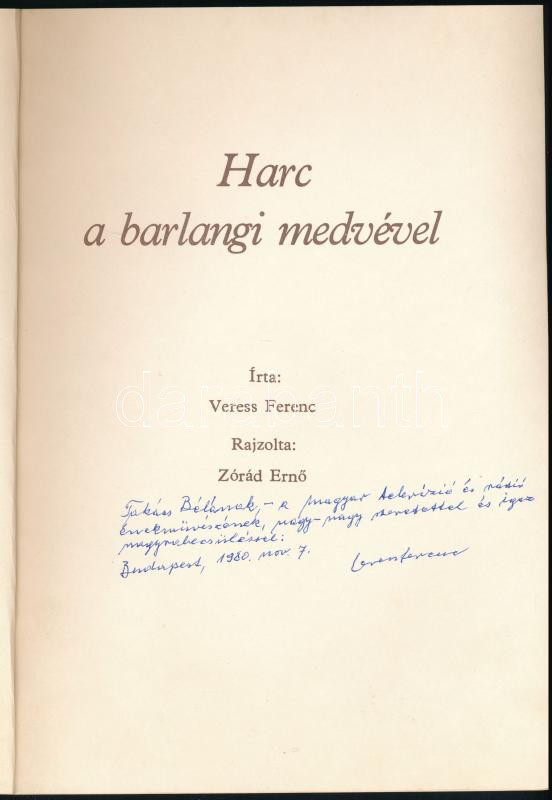 Harc
a barlangi medvével
Írta:
Veress Ferenc
Rajzolta:
Zórád Ernő
Takács Bélának, - a magyar televízió és rádió
énekművészének, nagy-nagy szeretettel és igaz
nagyrabecsüléssel:
Budapest, 1980. nov. 7.
Veress Ferenc
darabanth